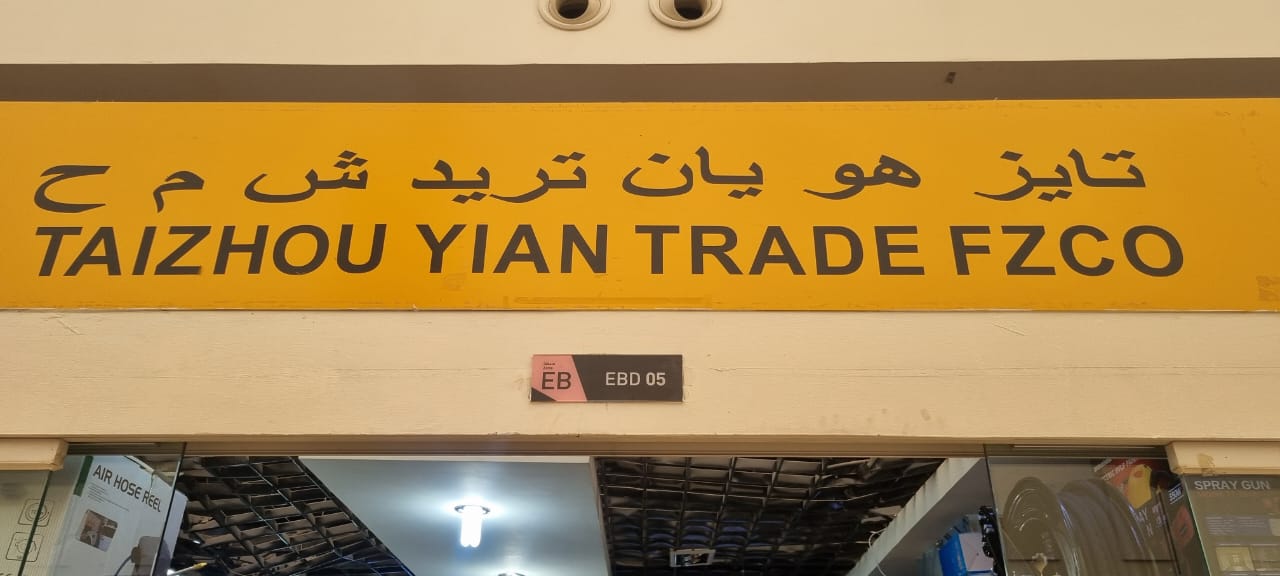 تايز هو يان تريد ش م ح
TAIZHOU YIAN TRADE FZCO
EB
EBD 05
AIR HOSE REEL
SPRAY GUN